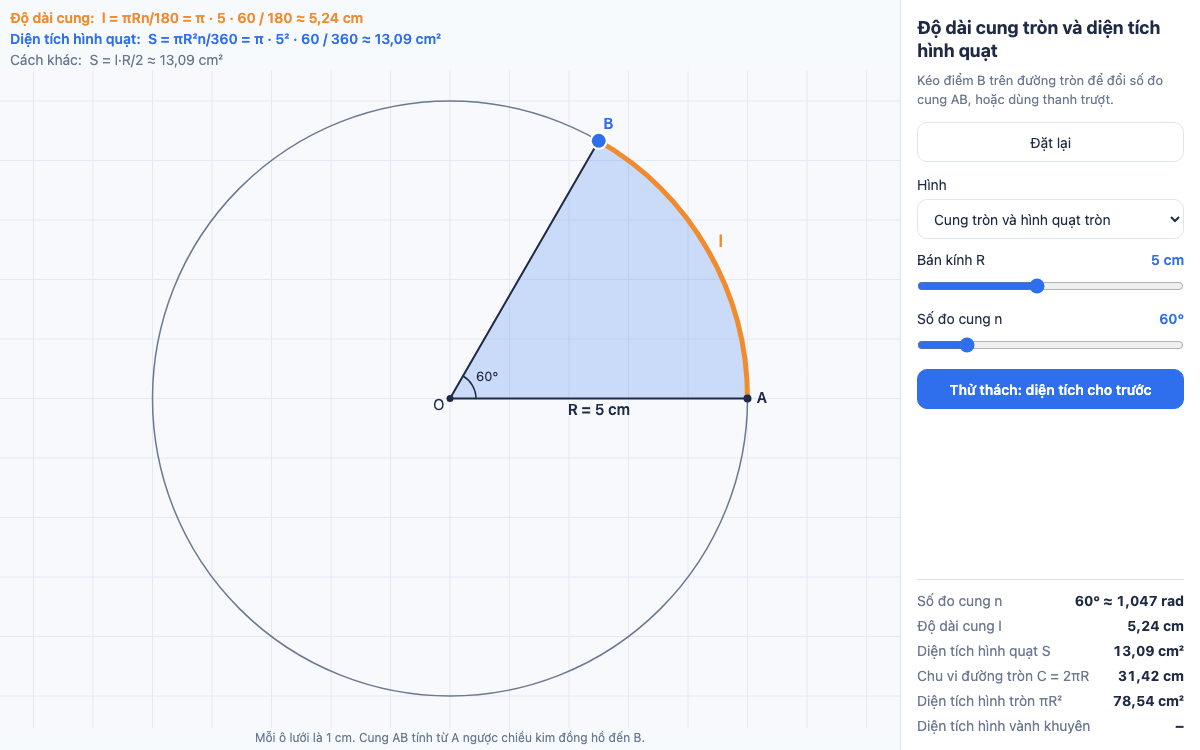 Độ dài cung: l = πRn/180 = π · 5 · 60 / 180 ≈ 5,24 cm
Diện tích hình quạt: S = πR²n/360 = π · 5² · 60 / 360 ≈ 13,09 cm²
Cách khác: S = l·R/2 ≈ 13,09 cm²
B
l
60°
O
A
R = 5 cm
Mỗi ô lưới là 1 cm. Cung AB tính từ A ngược chiều kim đồng hồ đến B.
Độ dài cung tròn và diện tích
hình quạt
Kéo điểm B trên đường tròn để đổi số đo
cung AB, hoặc dùng thanh trượt.
Đặt lại
Hình
Cung tròn và hình quạt tròn
Bán kính R 5 cm
Số đo cung n 60°
Thử thách: diện tích cho trước
Số đo cung n 60° ≈ 1,047 rad
Độ dài cung l 5,24 cm
Diện tích hình quạt S 13,09 cm²
Chu vi đường tròn C = 2πR 31,42 cm
Diện tích hình tròn πR² 78,54 cm²
Diện tích hình vành khuyên –